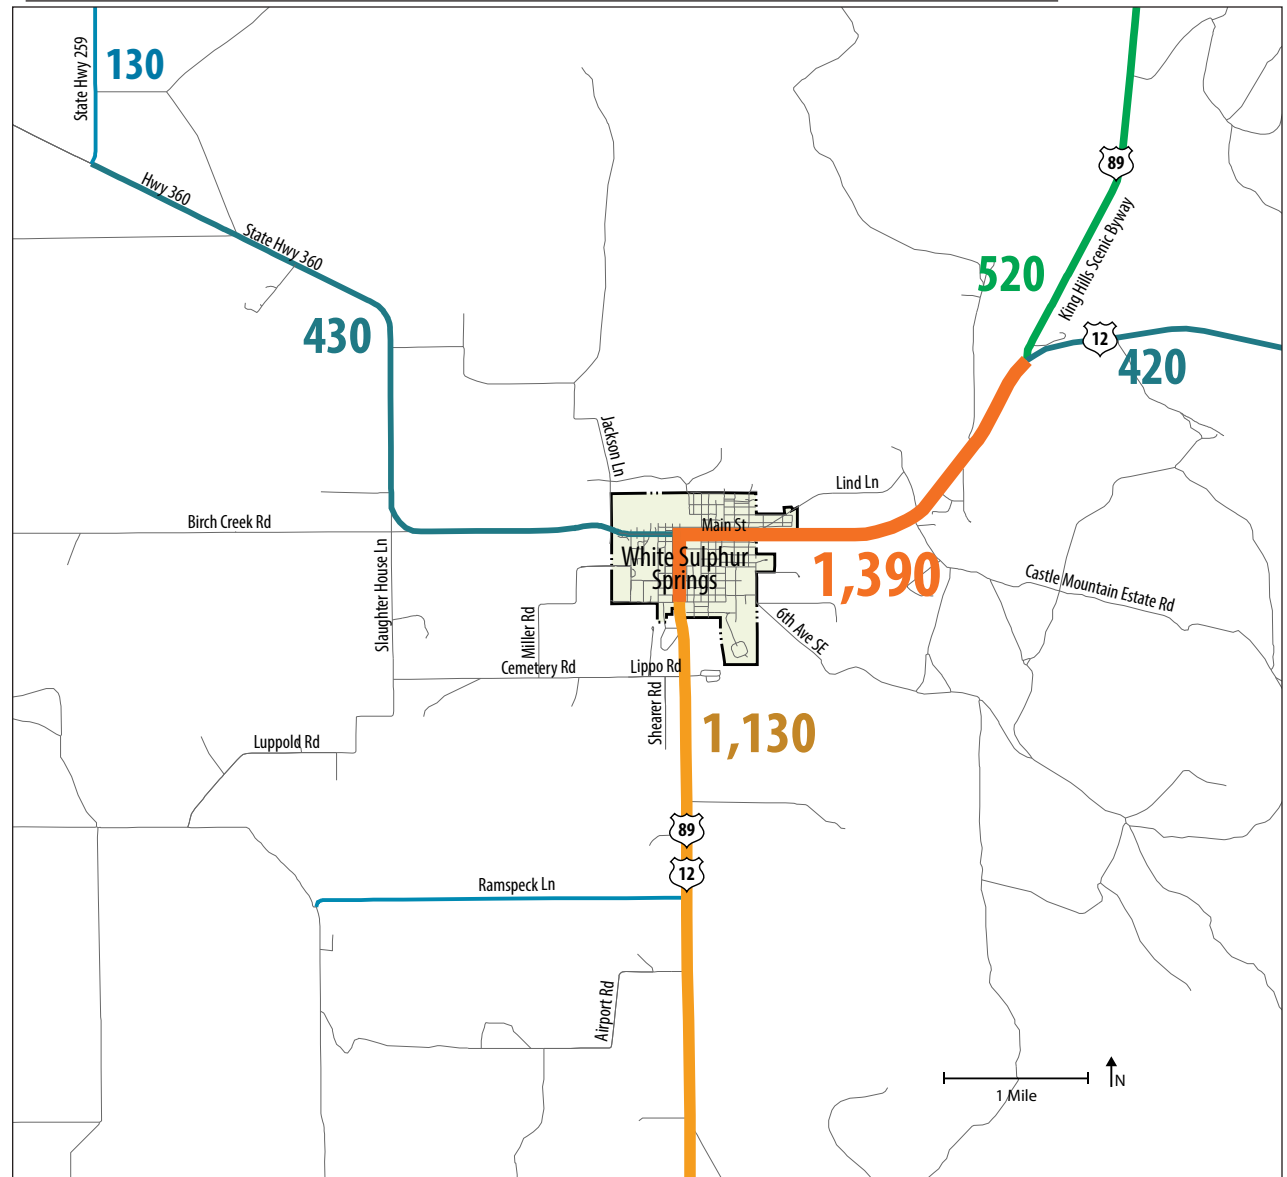 State Hwy 259
130
89
Hwy 360
King Hills Scenic Byway
State Hwy 360
520
430
12
420
Jackson Ln
Lind Ln
Birch Creek Rd
Main St
White Sulphur
Springs
1,390
Slaughter House Ln
Castle Mountain Estate Rd
Miller Rd
6th Ave SE
Cemetery Rd
Lippo Rd
Shearer Rd
1,130
Luppold Rd
89
12
Ramspeck Ln
Airport Rd
N
1 Mile